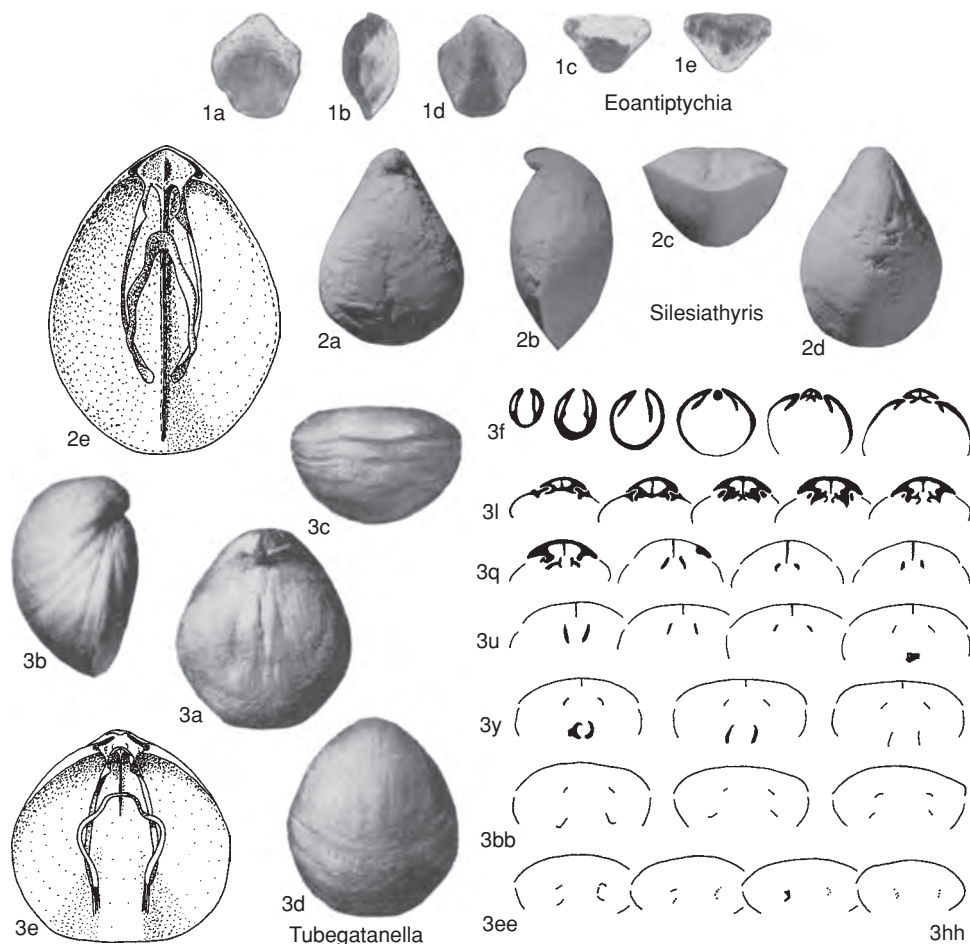 1a
1b
1d
1c
1e
Eoantiptychia
2e
2a
2b
2c
Silesiathyris
2d
3f
3c
3l
3b
3q
3a
3u
3y
3e
3d
Tubegatanella
3bb
3ee
3hh